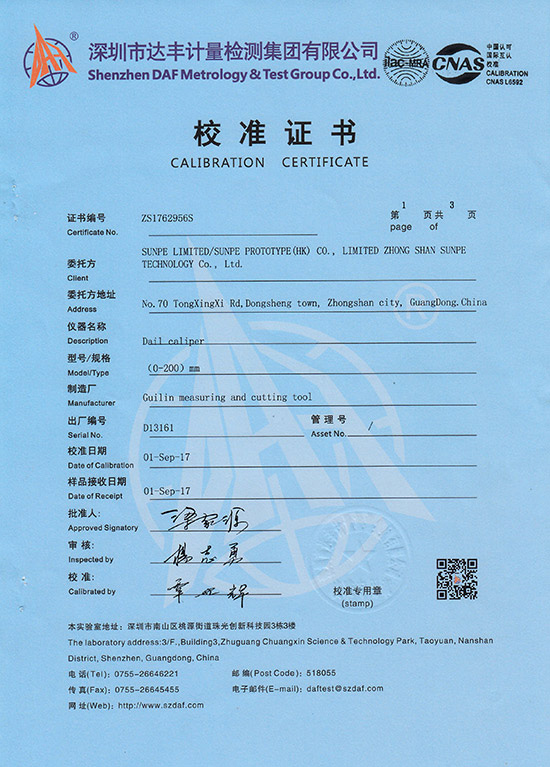 深圳市达丰计量检测集团有限公司
Shenzhen DAF Metrology & Test Group Co.,Ltd.
ilac-MRA
CNAS
中国认可
国际互认
校准
CALIBRATION
CNAS L6592
校准证书
CALIBRATION CERTIFICATE
证书编号 ZS1762956S 第 1 页共 3 页
Certificate No. page of
SUNPE LIMITED/SUNPE PROTOTYPE(HK) CO., LIMITED ZHONG SHAN SUNPE
委托方 TECHNOLOGY Co., Ltd.
Client
委托方地址 No.70 TongXingXi Rd,Dongsheng town, Zhongshan city, GuangDong.China
Address
仪器名称
Description Dail caliper
型号/规格 (0-200)mm
Model/Type
制造厂
Manufacturer Guilin measuring and cutting tool
出厂编号 D13161 管理号 /
Serial No. Asset No.
校准日期 01-Sep-17
Date of Calibration
样品接收日期 01-Sep-17
Date of Receipt
批准人:
Approved Signatory
审核:
Inspected by
校准:
Calibrated by
校准专用章
(stamp)
本实验室地址: 深圳市南山区桃源街道珠光创新科技园3栋3楼
The laboratory address:3/F.,Building3,Zhuguang Chuangxin Science & Technology Park, Taoyuan, Nanshan
District, Shenzhen, Guangdong, China
电话(Tel): 0755-26646221 邮编(Post Code): 518055
传真(Fax): 0755-26645455 电子邮件(E-mail): daftest@szdaf.com
网址(Web): http://www.szdaf.com